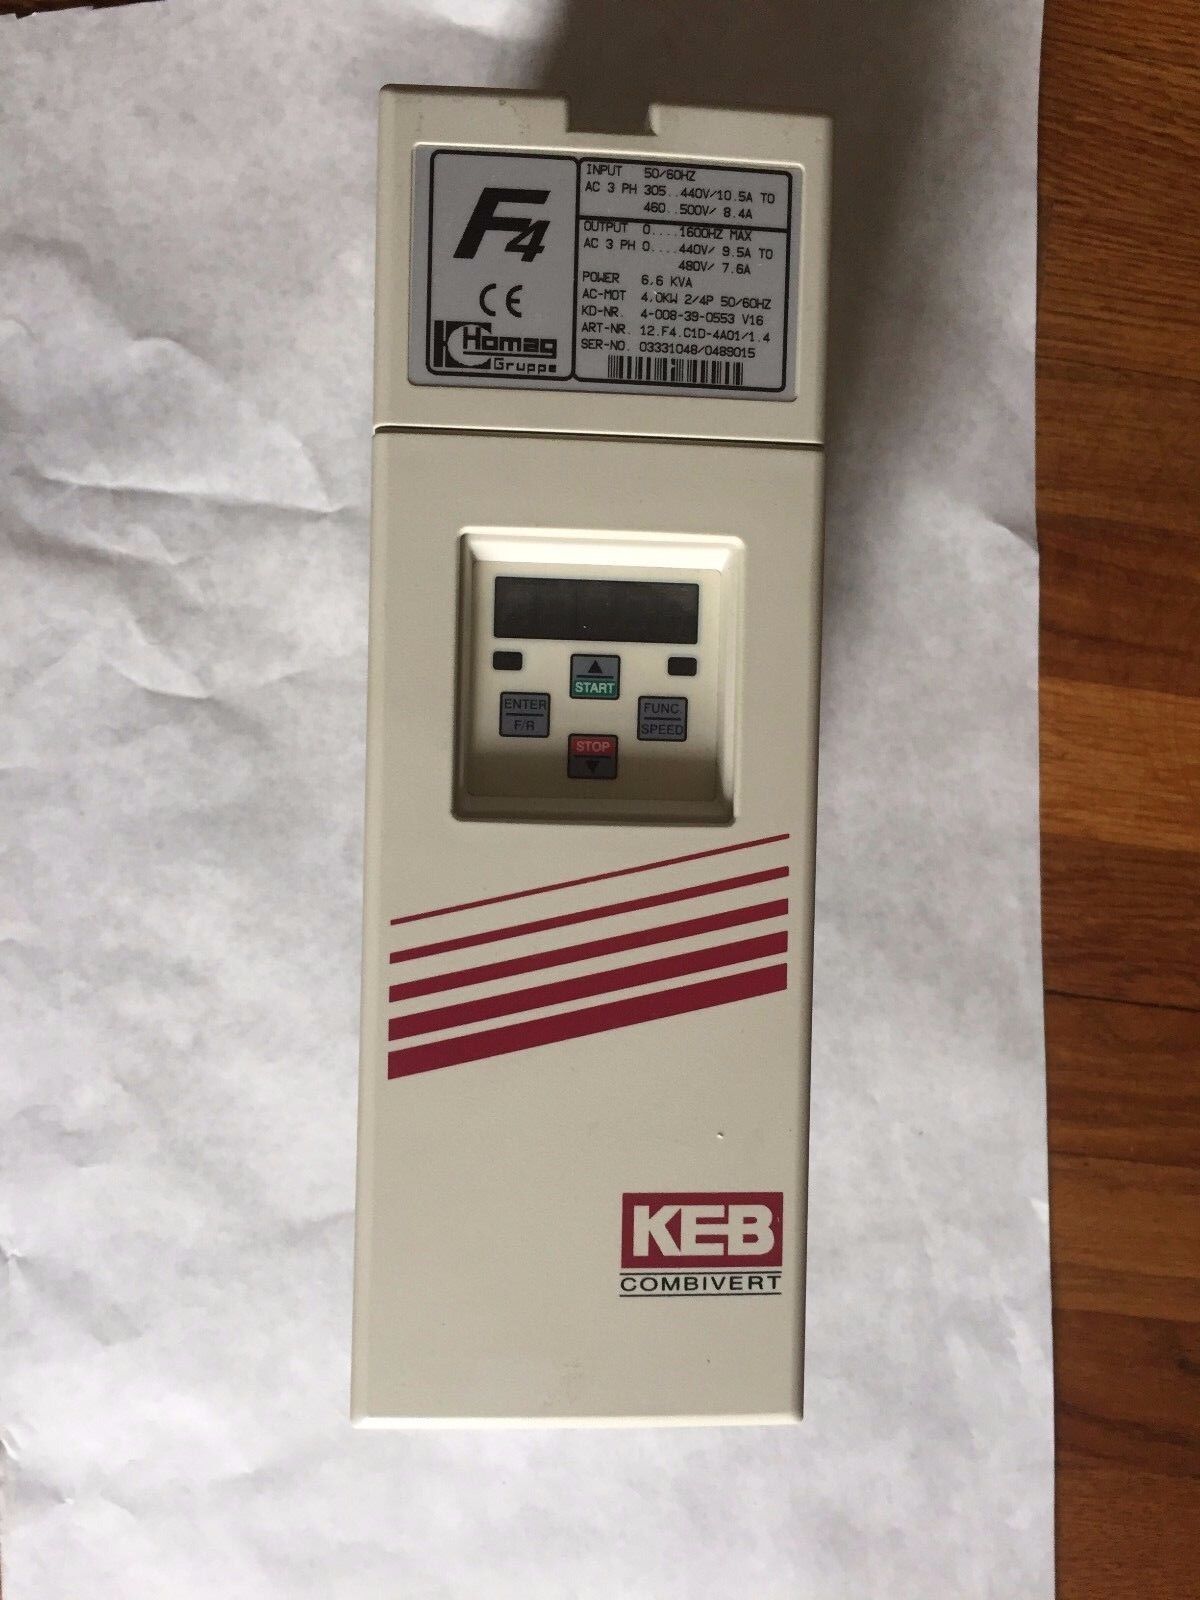 F4
CE
Homag
Gruppe
INPUT 50/60HZ
AC 3 PH 305..440V/10.5A TO
460..500V/ 8.4A
OUTPUT 0....1600HZ MAX
AC 3 PH 0....440V/ 9.5A TO
480V/ 7.6A
POWER 6.6 KVA
AC-MOT 4.0KW 2/4P 50/60HZ
KD-NR. 4-008-39-0553 V16
ART-NR. 12.F4.C1D-4A01/1.4
SER-NO. 03331048/0489015
START
ENTER
F/R
FUNC.
SPEED
STOP
KEB
COMBIVERT